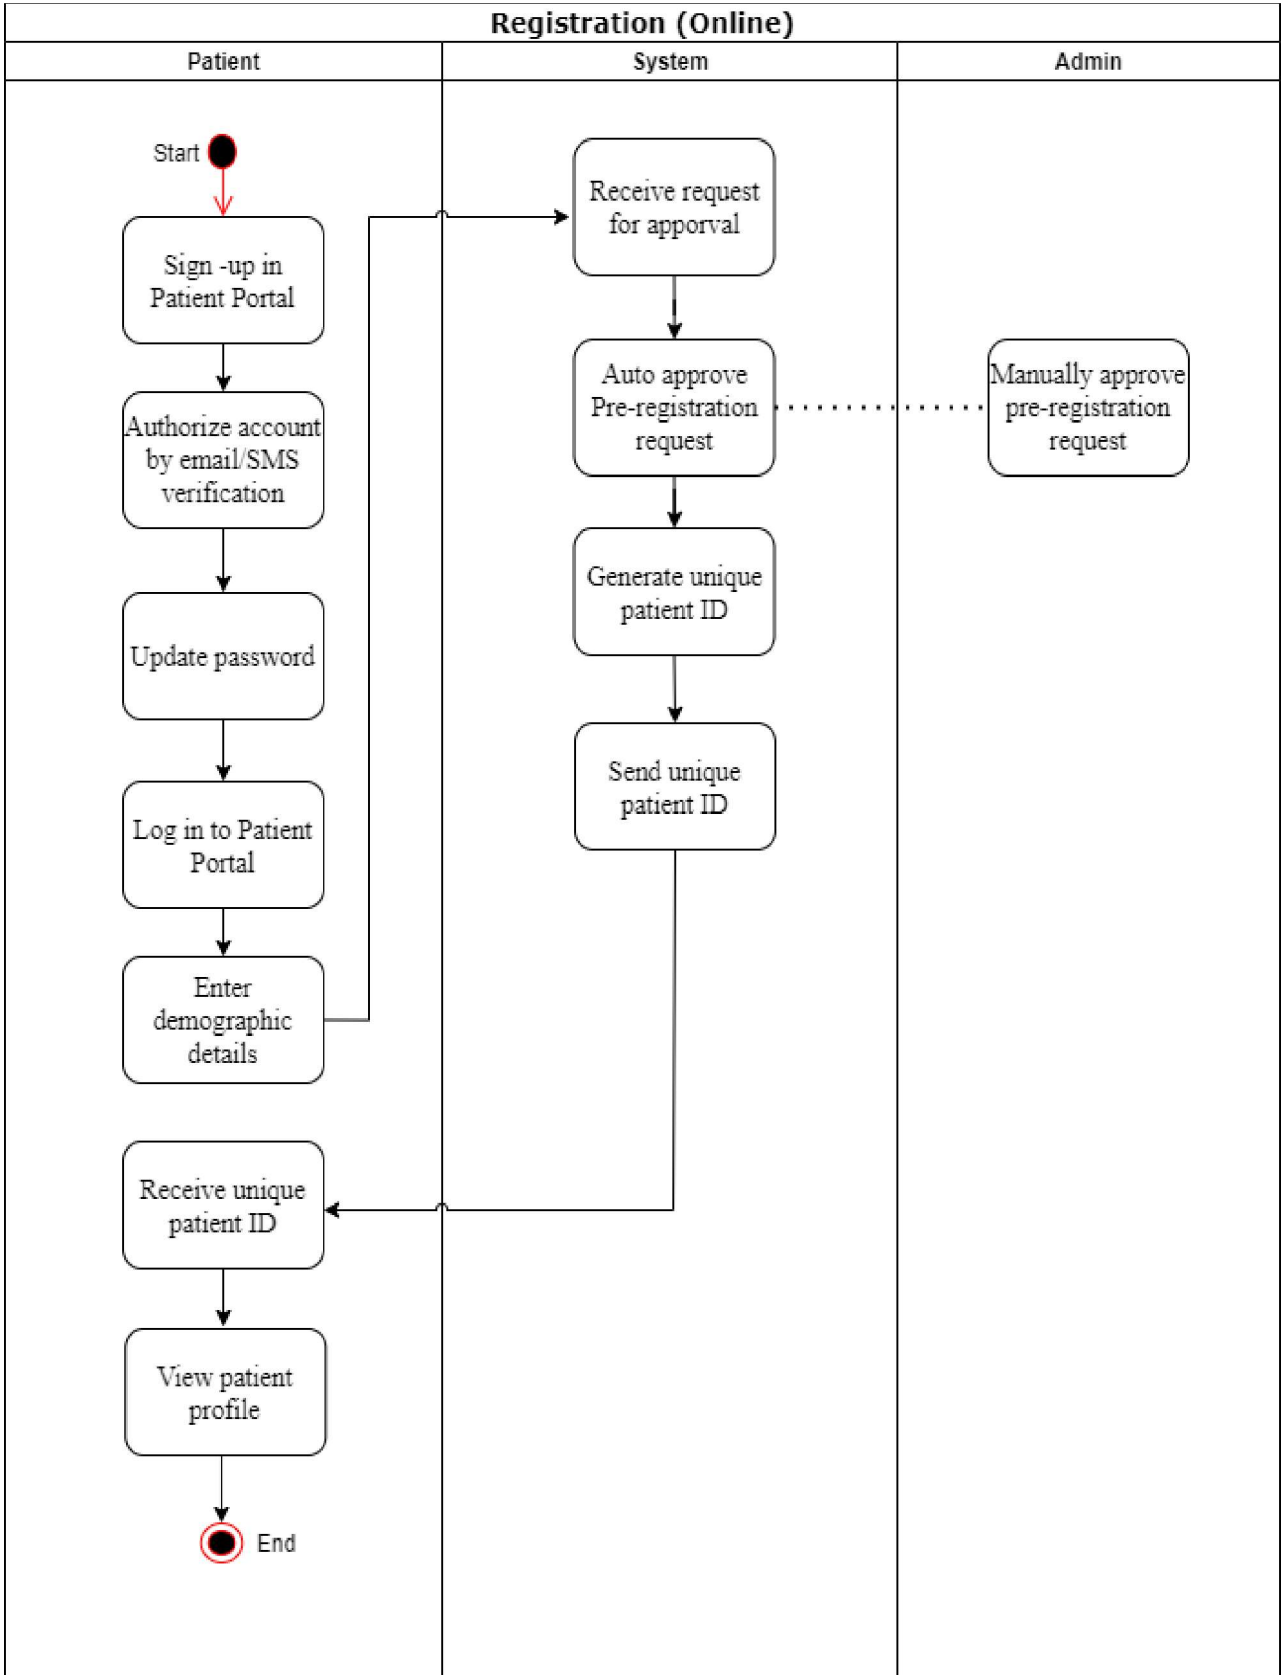 Registration (Online)
Patient
System
Admin
Start
Sign -up in
Patient Portal
Authorize account
by email/SMS
verification
Update password
Log in to Patient
Portal
Enter
demographic
details
Receive request
for apporval
Auto approve
Pre-registration
request
Manually approve
pre-registration
request
Generate unique
patient ID
Send unique
patient ID
Receive unique
patient ID
View patient
profile
End